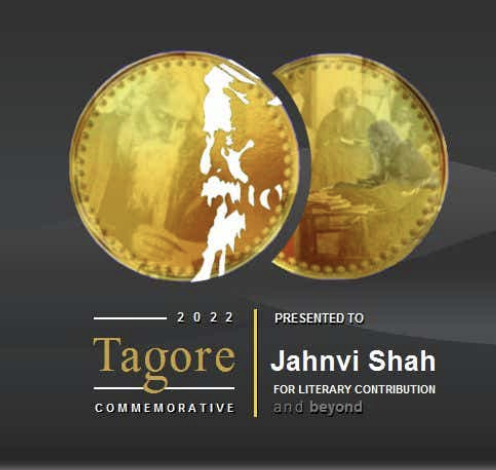 2022
Tagore
COMMEMORATIVE
PRESENTED TO
Jahnvi Shah
FOR LITERARY CONTRIBUTION
and beyond